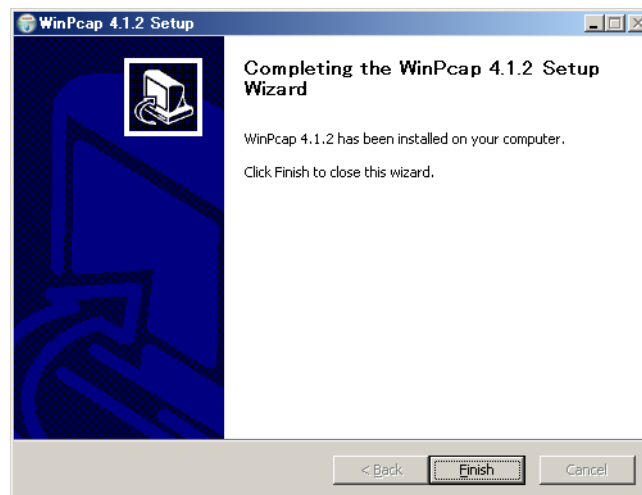 WinPcap 4.1.2 Setup
Completing the WinPcap 4.1.2 Setup
Wizard
WinPcap 4.1.2 has been installed on your computer.
Click Finish to close this wizard.
< Back
Finish
Cancel